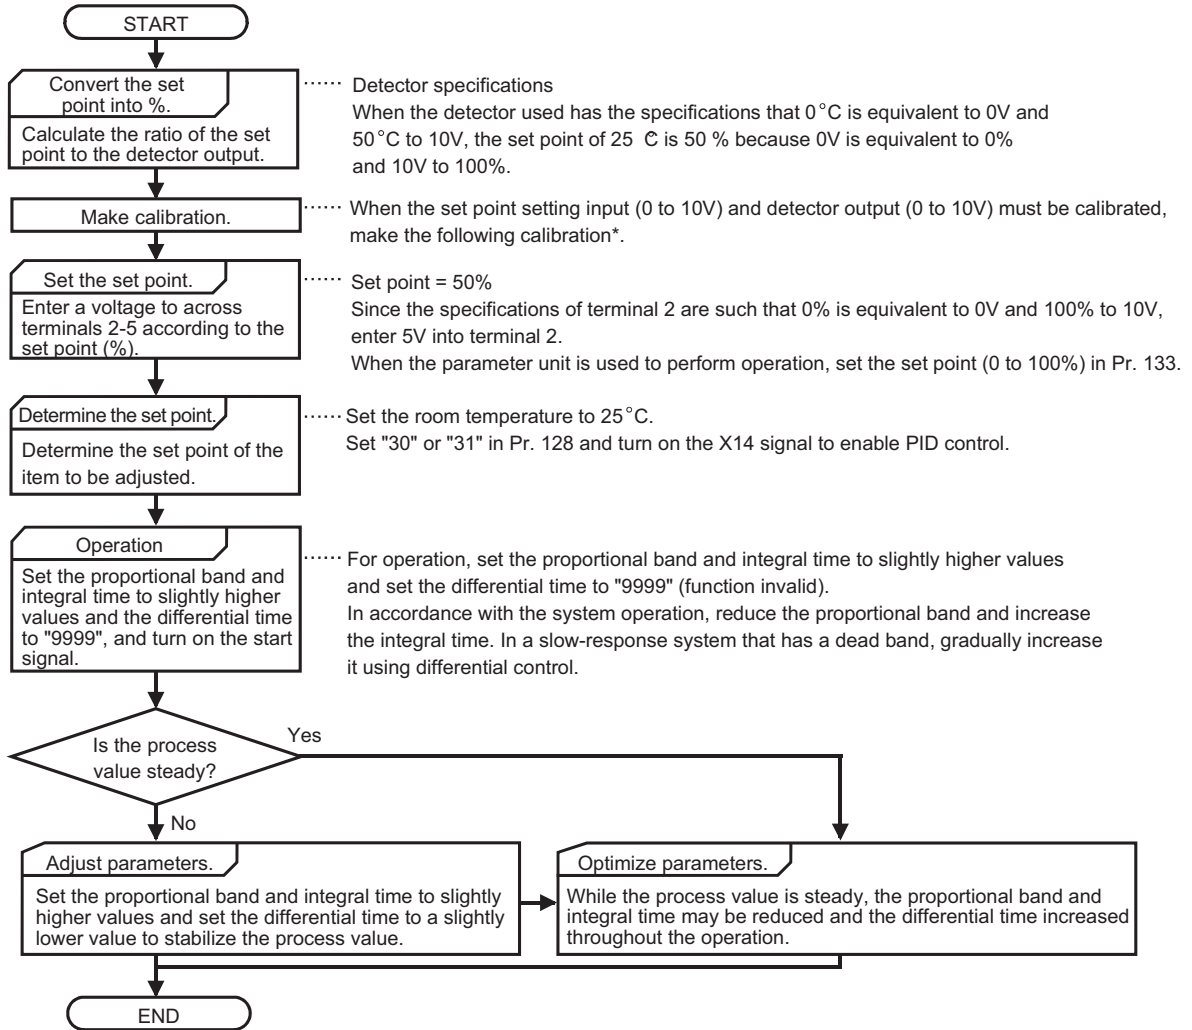 START
Convert the set
point into %.
Calculate the ratio of the set
point to the detector output.
Detector specifications
When the detector used has the specifications that 0°C is equivalent to 0V and
50°C to 10V, the set point of 25 °C is 50 % because 0V is equivalent to 0%
and 10V to 100%.
Make calibration.
When the set point setting input (0 to 10V) and detector output (0 to 10V) must be calibrated,
make the following calibration*.
Set the set point.
Enter a voltage to across
terminals 2-5 according to the
set point (%).
Set point = 50%
Since the specifications of terminal 2 are such that 0% is equivalent to 0V and 100% to 10V,
enter 5V into terminal 2.
When the parameter unit is used to perform operation, set the set point (0 to 100%) in Pr. 133.
Determine the set point.
Determine the set point of the
item to be adjusted.
Set the room temperature to 25°C.
Set "30" or "31" in Pr. 128 and turn on the X14 signal to enable PID control.
Operation
Set the proportional band and
integral time to slightly higher
values and the differential time
to "9999", and turn on the start
signal.
For operation, set the proportional band and integral time to slightly higher values
and set the differential time to "9999" (function invalid).
In accordance with the system operation, reduce the proportional band and increase
the integral time. In a slow-response system that has a dead band, gradually increase
it using differential control.
Is the process
value steady?
Yes
No
Adjust parameters.
Set the proportional band and integral time to slightly
higher values and set the differential time to a slightly
lower value to stabilize the process value.
Optimize parameters.
While the process value is steady, the proportional band and
integral time may be reduced and the differential time increased
throughout the operation.
END